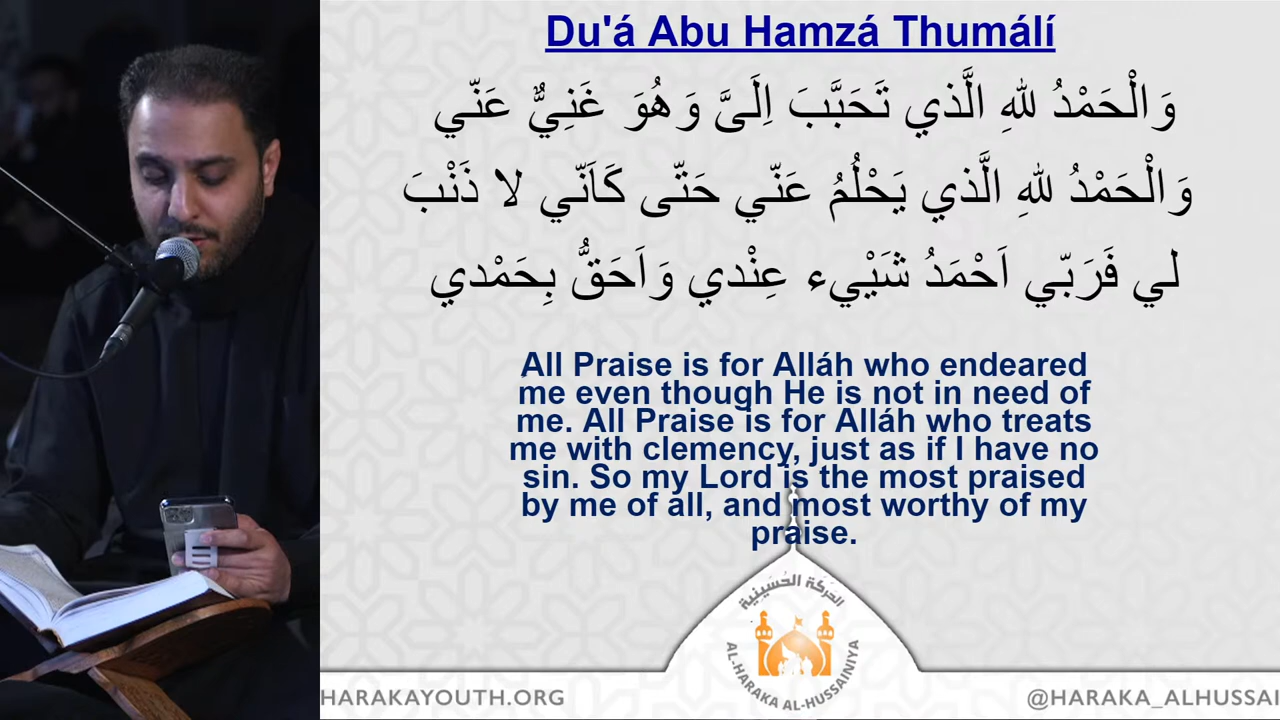 Du'á Abu Hamzá Thumálí
وَالْحَمْدُ للهِ الَّذي تَحَبَّبَ اِلَىَّ وَهُوَ غَنِيٌّ عَنّي
وَالْحَمْدُ للهِ الَّذي يَحْلُمُ عَنّي حَتّى كَاَنّي لا ذَنْبَ
لي فَرَبّي اَحْمَدُ شَيْيء عِنْدي وَاَحَقُّ بِحَمْدي
All Praise is for Alláh who endeared
me even though He is not in need of
me. All Praise is for Alláh who treats
me with clemency, just as if I have no
sin. So my Lord is the most praised
by me of all, and most worthy of my
praise.
الحركة الحُسَينية
AL-HARAKA AL-HUSSAINIYA
HARAKAYOUTH.ORG
@HARAKA_ALHUSSAI